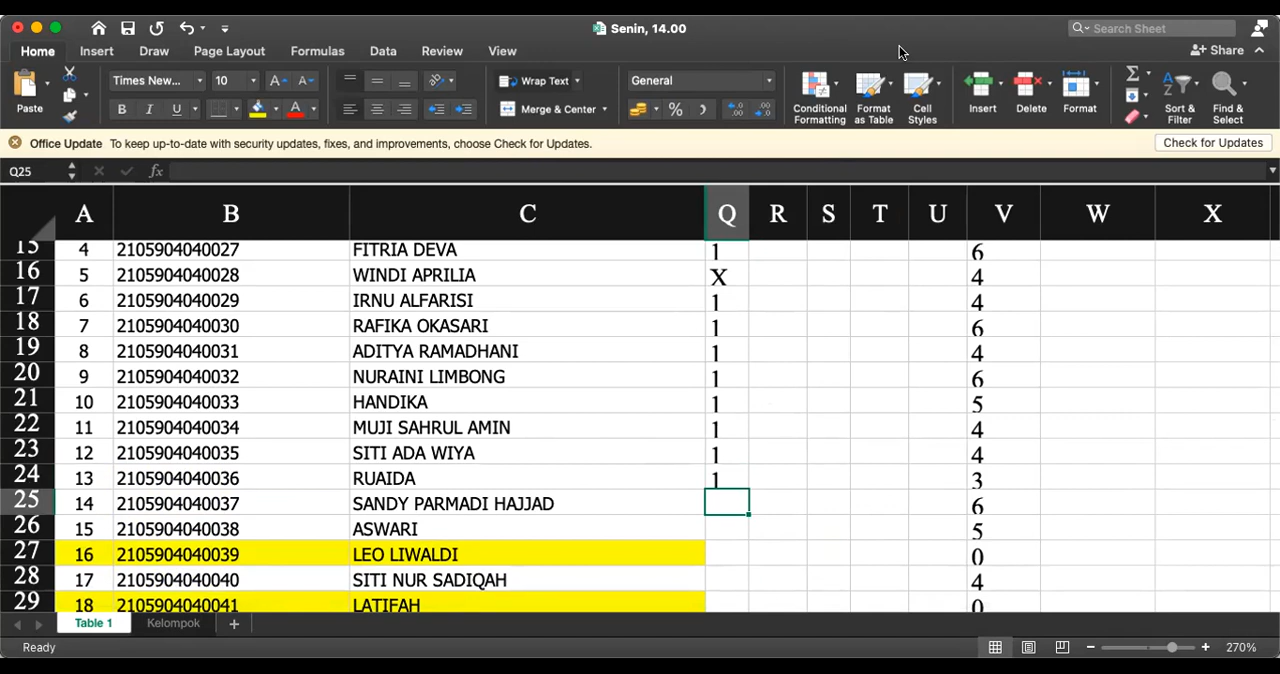 Senin, 14.00
Search Sheet
Home Insert Draw Page Layout Formulas Data Review View
Share
Times New... 10 A A Wrap Text General
Paste B I U A Merge & Center % Conditional Formatting Format as Table Cell Styles Insert Delete Format Sort & Filter Find & Select
Office Update To keep up-to-date with security updates, fixes, and improvements, choose Check for Updates. Check for Updates
Q25 fx
A B C Q R S T U V W X
15 4 2105904040027 FITRIA DEVA 1 6
16 5 2105904040028 WINDI APRILIA X 4
17 6 2105904040029 IRNU ALFARISI 1 4
18 7 2105904040030 RAFIKA OKASARI 1 6
19 8 2105904040031 ADITYA RAMADHANI 1 4
20 9 2105904040032 NURAINI LIMBONG 1 6
21 10 2105904040033 HANDIKA 1 5
22 11 2105904040034 MUJI SAHRUL AMIN 1 4
23 12 2105904040035 SITI ADA WIYA 1 4
24 13 2105904040036 RUAIDA 1 3
25 14 2105904040037 SANDY PARMADI HAJJAD 6
26 15 2105904040038 ASWARI 5
27 16 2105904040039 LEO LIWALDI 0
28 17 2105904040040 SITI NUR SADIQAH 4
29 18 2105904040041 LATIFAH 0
Table 1 Kelompok +
Ready 270%